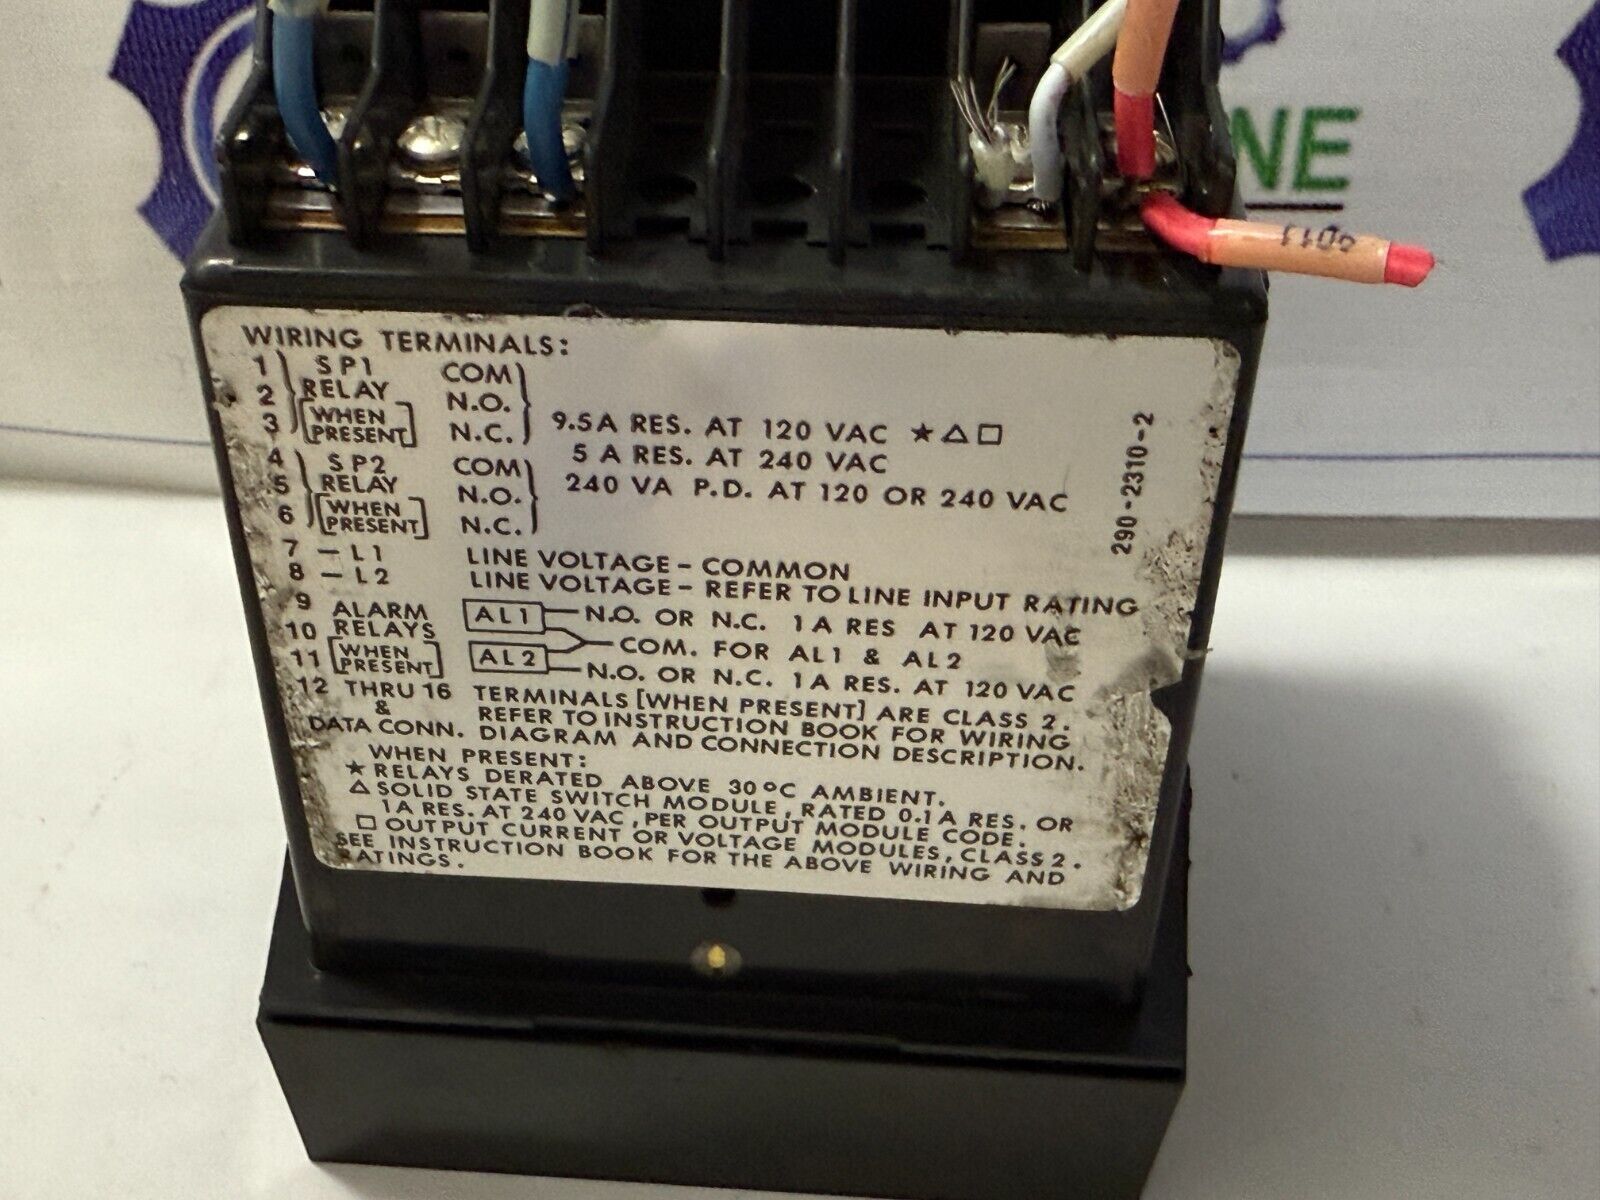 NE
6011
WIRING TERMINALS:
1 SP1 COM
2 RELAY N.O.
3 [WHEN PRESENT] N.C.
9.5A RES. AT 120 VAC ★△□
4 SP2 COM 5 A RES. AT 240 VAC
5 RELAY N.O. 240 VA P.D. AT 120 OR 240 VAC
6 [WHEN PRESENT] N.C.
7 – L1 LINE VOLTAGE – COMMON
8 – L2 LINE VOLTAGE – REFER TO LINE INPUT RATING
9 ALARM AL1 N.O. OR N.C. 1A RES AT 120 VAC
10 RELAYS COM. FOR AL1 & AL2
11 [WHEN PRESENT] AL2 N.O. OR N.C. 1A RES. AT 120 VAC
12 THRU 16 TERMINALS [WHEN PRESENT] ARE CLASS 2.
& REFER TO INSTRUCTION BOOK FOR WIRING
DATA CONN. DIAGRAM AND CONNECTION DESCRIPTION.
WHEN PRESENT:
★ RELAYS DERATED ABOVE 30°C AMBIENT.
△ SOLID STATE SWITCH MODULE, RATED 0.1A RES. OR
1A RES. AT 240 VAC, PER OUTPUT MODULE CODE.
□ OUTPUT CURRENT OR VOLTAGE MODULES, CLASS 2.
SEE INSTRUCTION BOOK FOR THE ABOVE WIRING AND
RATINGS.
290-2310-2